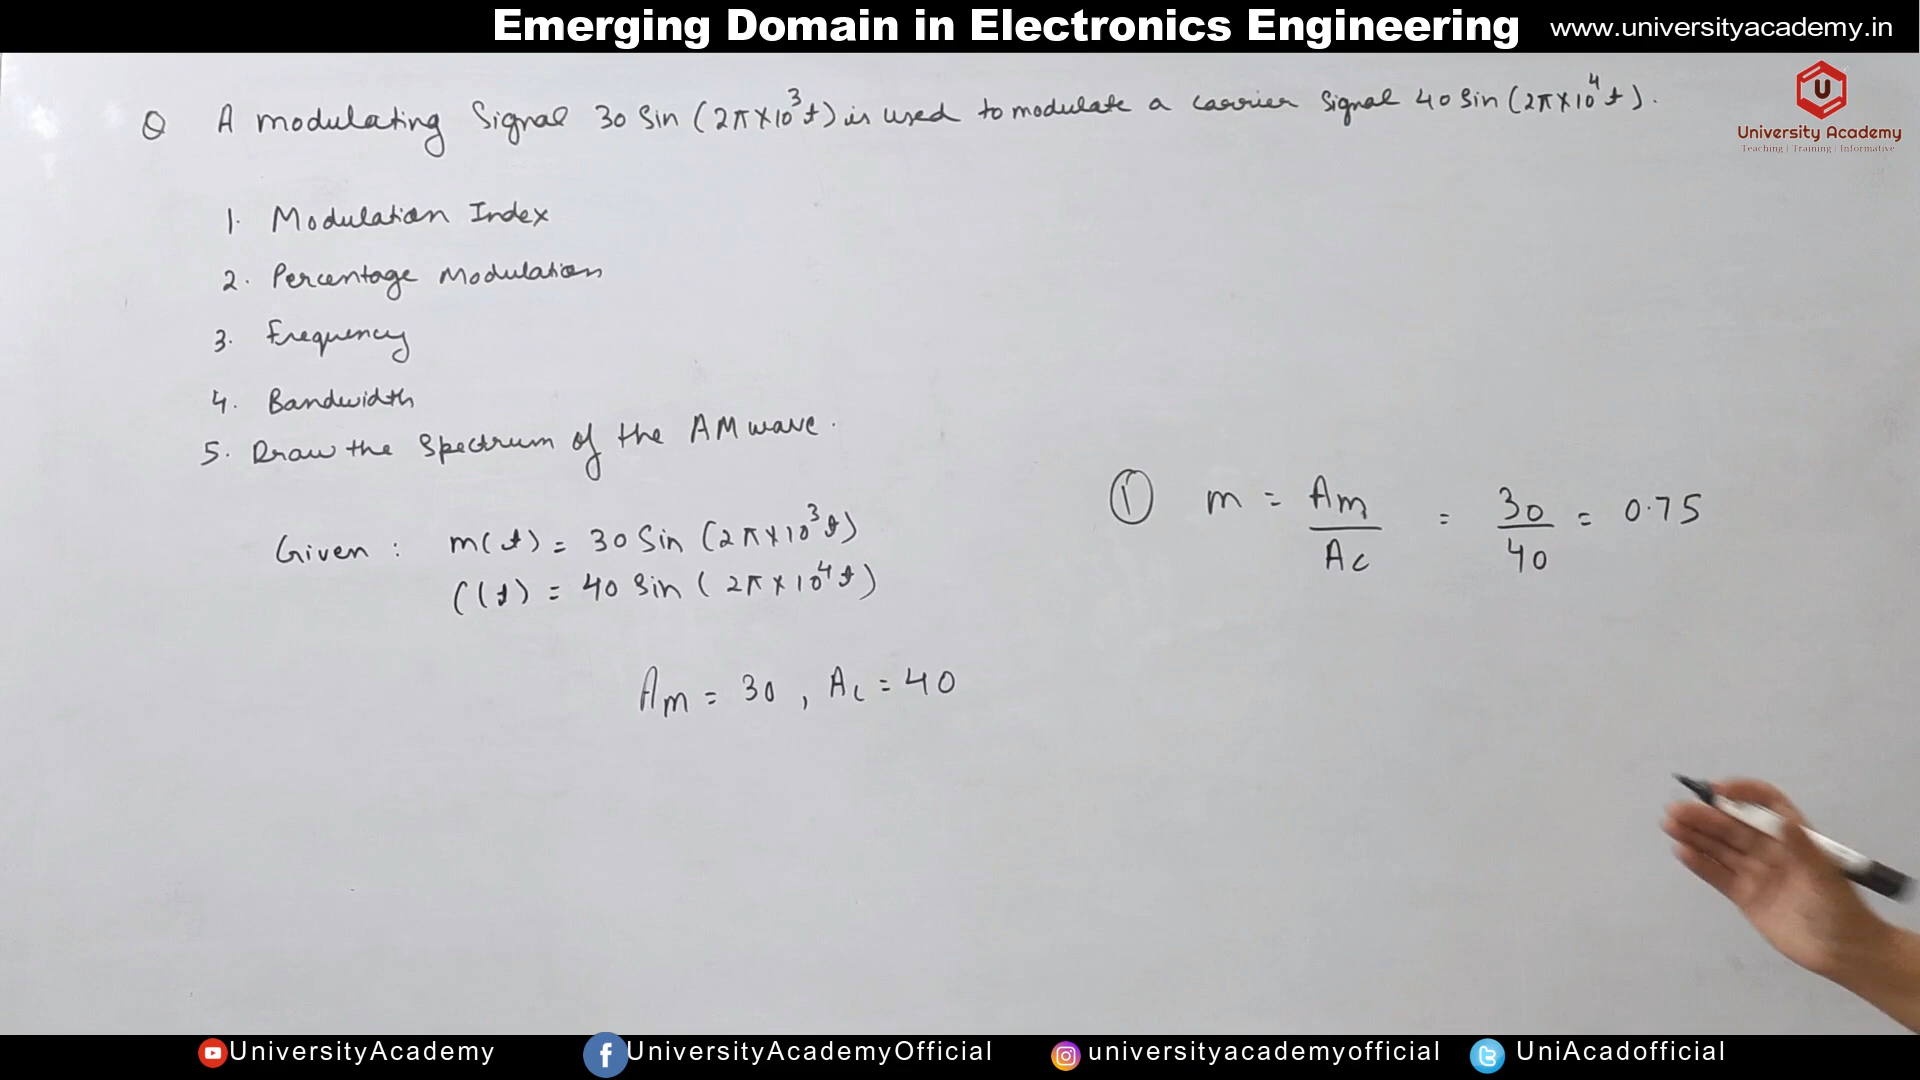 Emerging Domain in Electronics Engineering www.universityacademy.in
U
University Academy
Teaching | Training | Informative
Q A modulating Signal 30 Sin (2π×10³t) is used to modulate a carrier Signal 40 Sin (2π×10⁴t).
1. Modulation Index
2. Percentage Modulation
3. Frequency
4. Bandwidth
5. Draw the Spectrum of the AM wave.
Given : m(t) = 30 Sin (2π×10³t)
C(t) = 40 Sin (2π×10⁴t)
Am = 30 , Ac = 40
① m = Am/Ac = 30/40 = 0.75
UniversityAcademy UniversityAcademyOfficial universityacademyofficial UniAcadofficial